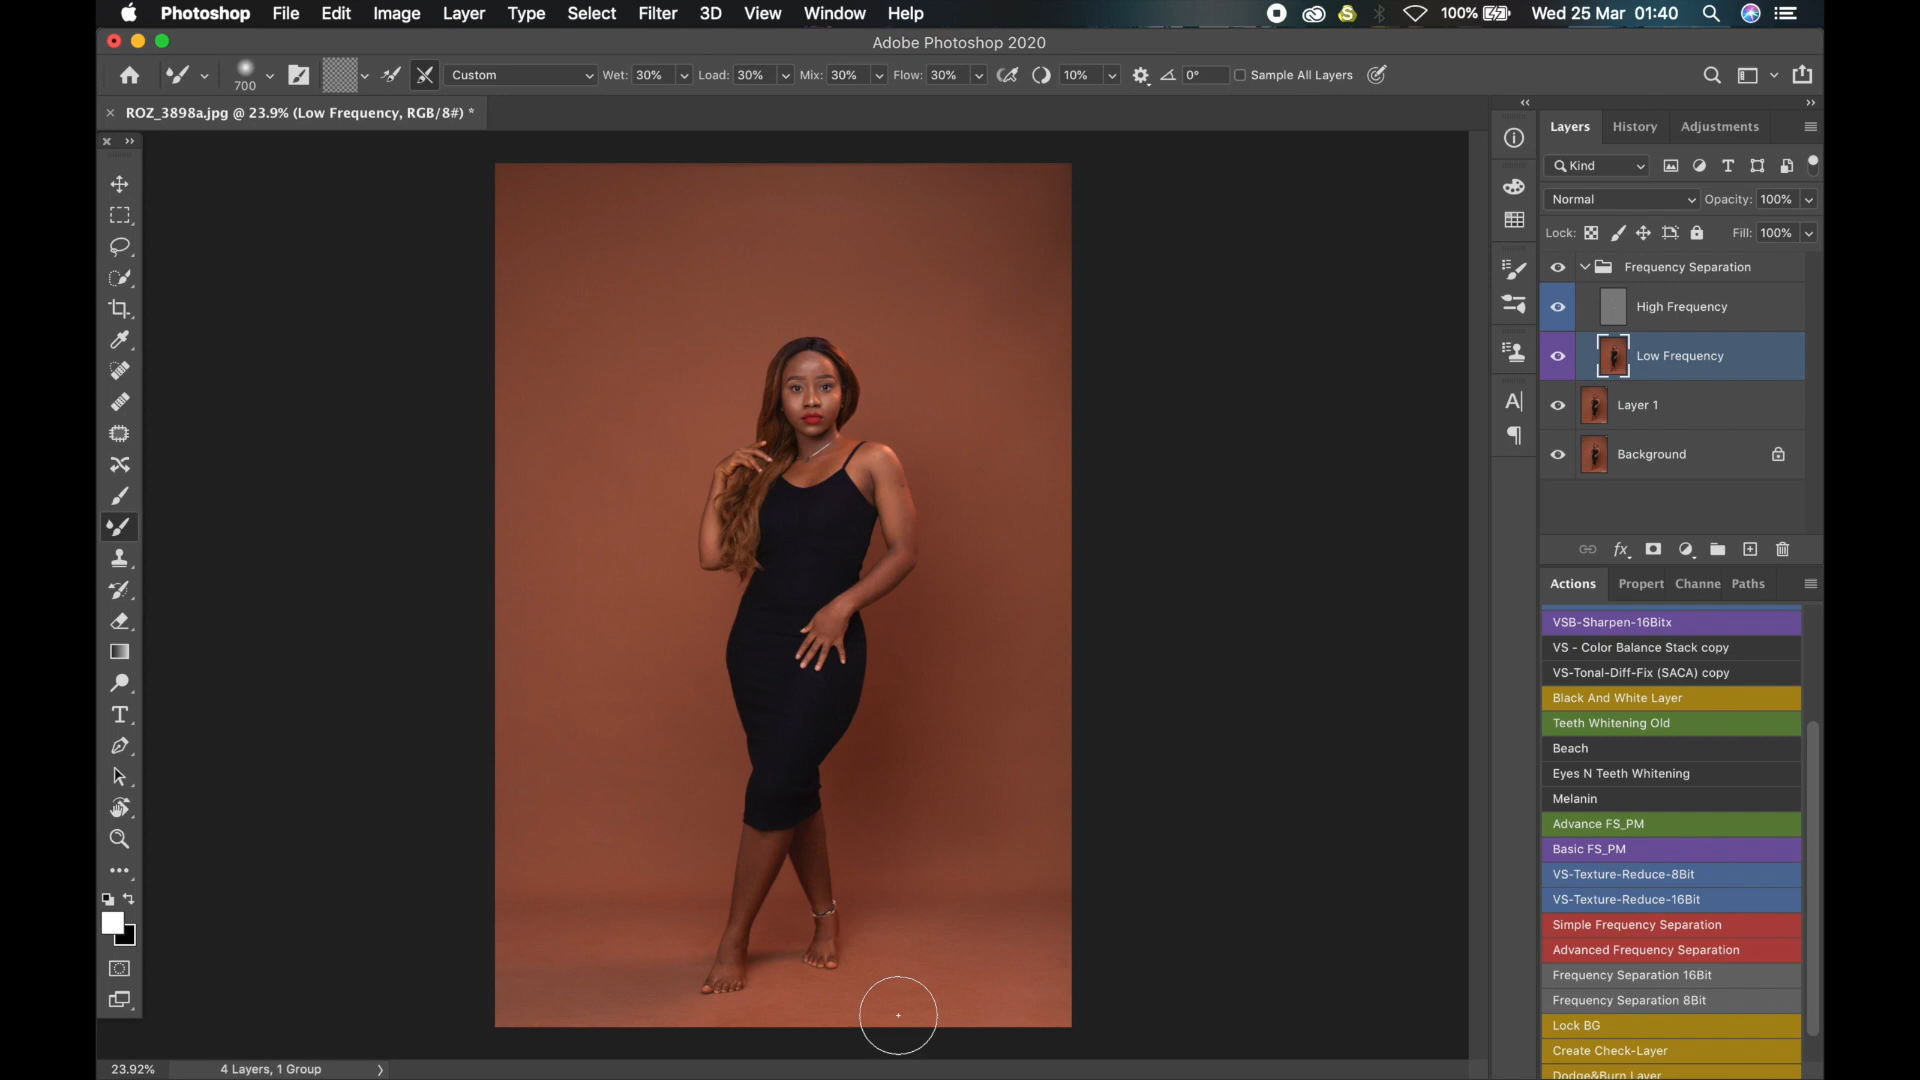 Photoshop File Edit Image Layer Type Select Filter 3D View Window Help 100% Wed 25 Mar 01:40
Adobe Photoshop 2020
700 Custom Wet: 30% Load: 30% Mix: 30% Flow: 30% 10% 0° Sample All Layers
ROZ_3898a.jpg @ 23.9% (Low Frequency, RGB/8#) *
Layers History Adjustments
Kind
Normal Opacity: 100%
Lock: Fill: 100%
Frequency Separation
High Frequency
Low Frequency
Layer 1
Background
Actions Propert Channe Paths
VSB-Sharpen-16Bitx
VS - Color Balance Stack copy
VS-Tonal-Diff-Fix (SACA) copy
Black And White Layer
Teeth Whitening Old
Beach
Eyes N Teeth Whitening
Melanin
Advance FS_PM
Basic FS_PM
VS-Texture-Reduce-8Bit
VS-Texture-Reduce-16Bit
Simple Frequency Separation
Advanced Frequency Separation
Frequency Separation 16Bit
Frequency Separation 8Bit
Lock BG
Create Check-Layer
Dodge&Burn Layer
23.92% 4 Layers, 1 Group